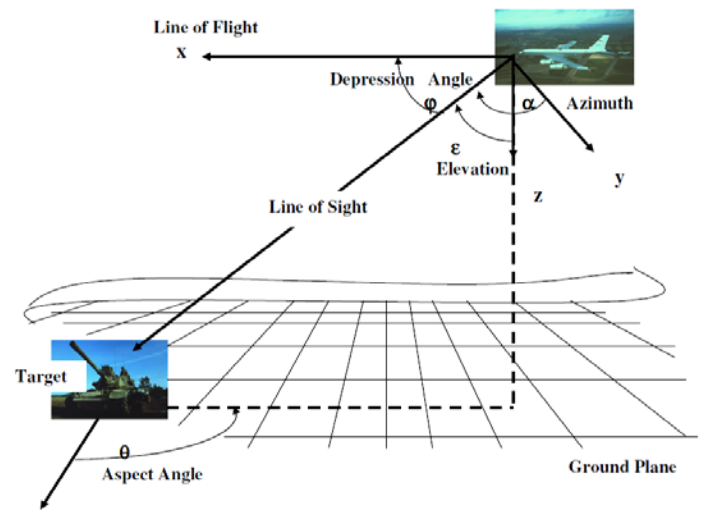 Line of Flight
x
Depression Angle
φ
α
Azimuth
ε
Elevation
y
z
Line of Sight
Target
θ
Aspect Angle
Ground Plane